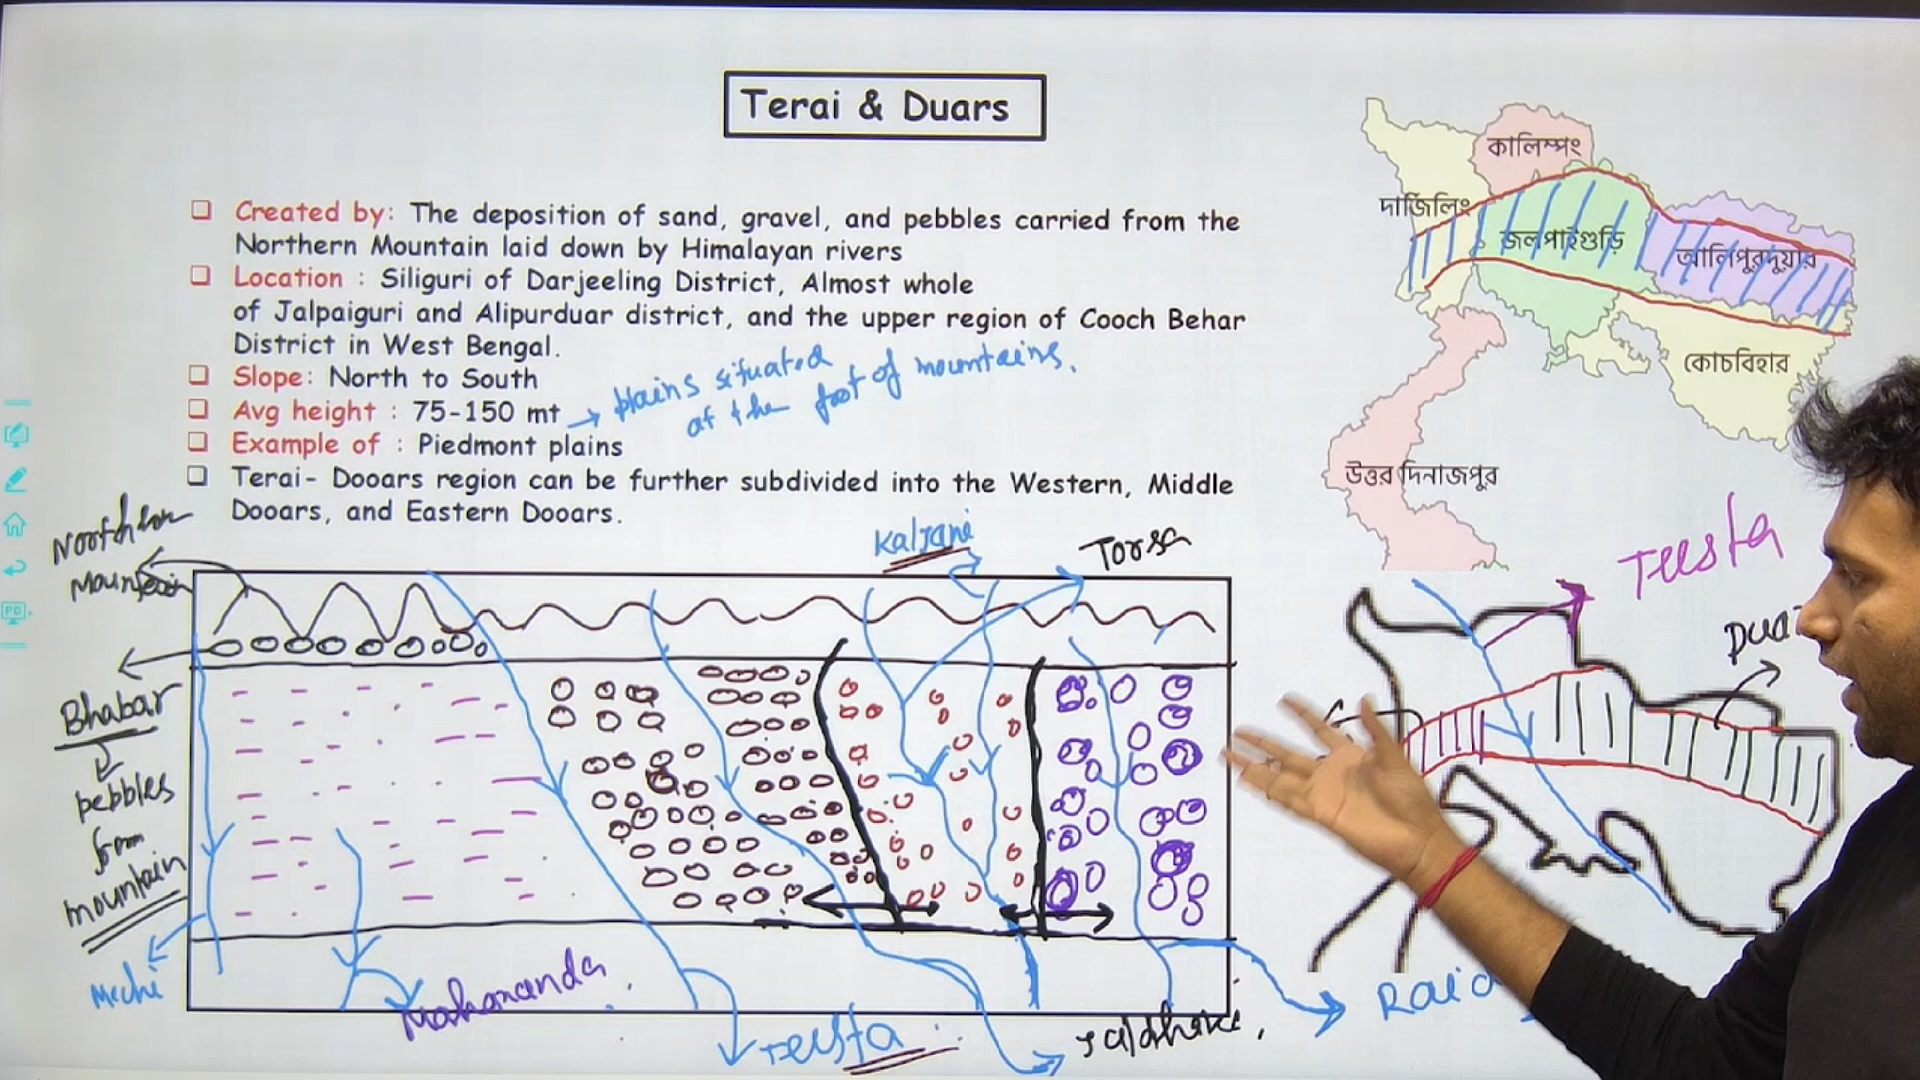 Terai & Duars
❑ Created by: The deposition of sand, gravel, and pebbles carried from the
Northern Mountain laid down by Himalayan rivers
❑ Location : Siliguri of Darjeeling District, Almost whole
of Jalpaiguri and Alipurduar district, and the upper region of Cooch Behar
District in West Bengal.
❑ Slope: North to South
❑ Avg height : 75-150 mt
→ plains situated
at the foot of mountains.
❑ Example of : Piedmont plains
❑ Terai- Dooars region can be further subdivided into the Western, Middle
Dooars, and Eastern Dooars.
কালিম্পং
দার্জিলিং
জলপাইগুড়ি
আলিপুরদুয়ার
কোচবিহার
উত্তর দিনাজপুর
Mountain
Kaljani
Torsa
Teesta
Bhabar
pebbles
from
mountain
Mechi
Mahananda
Teesta
PD